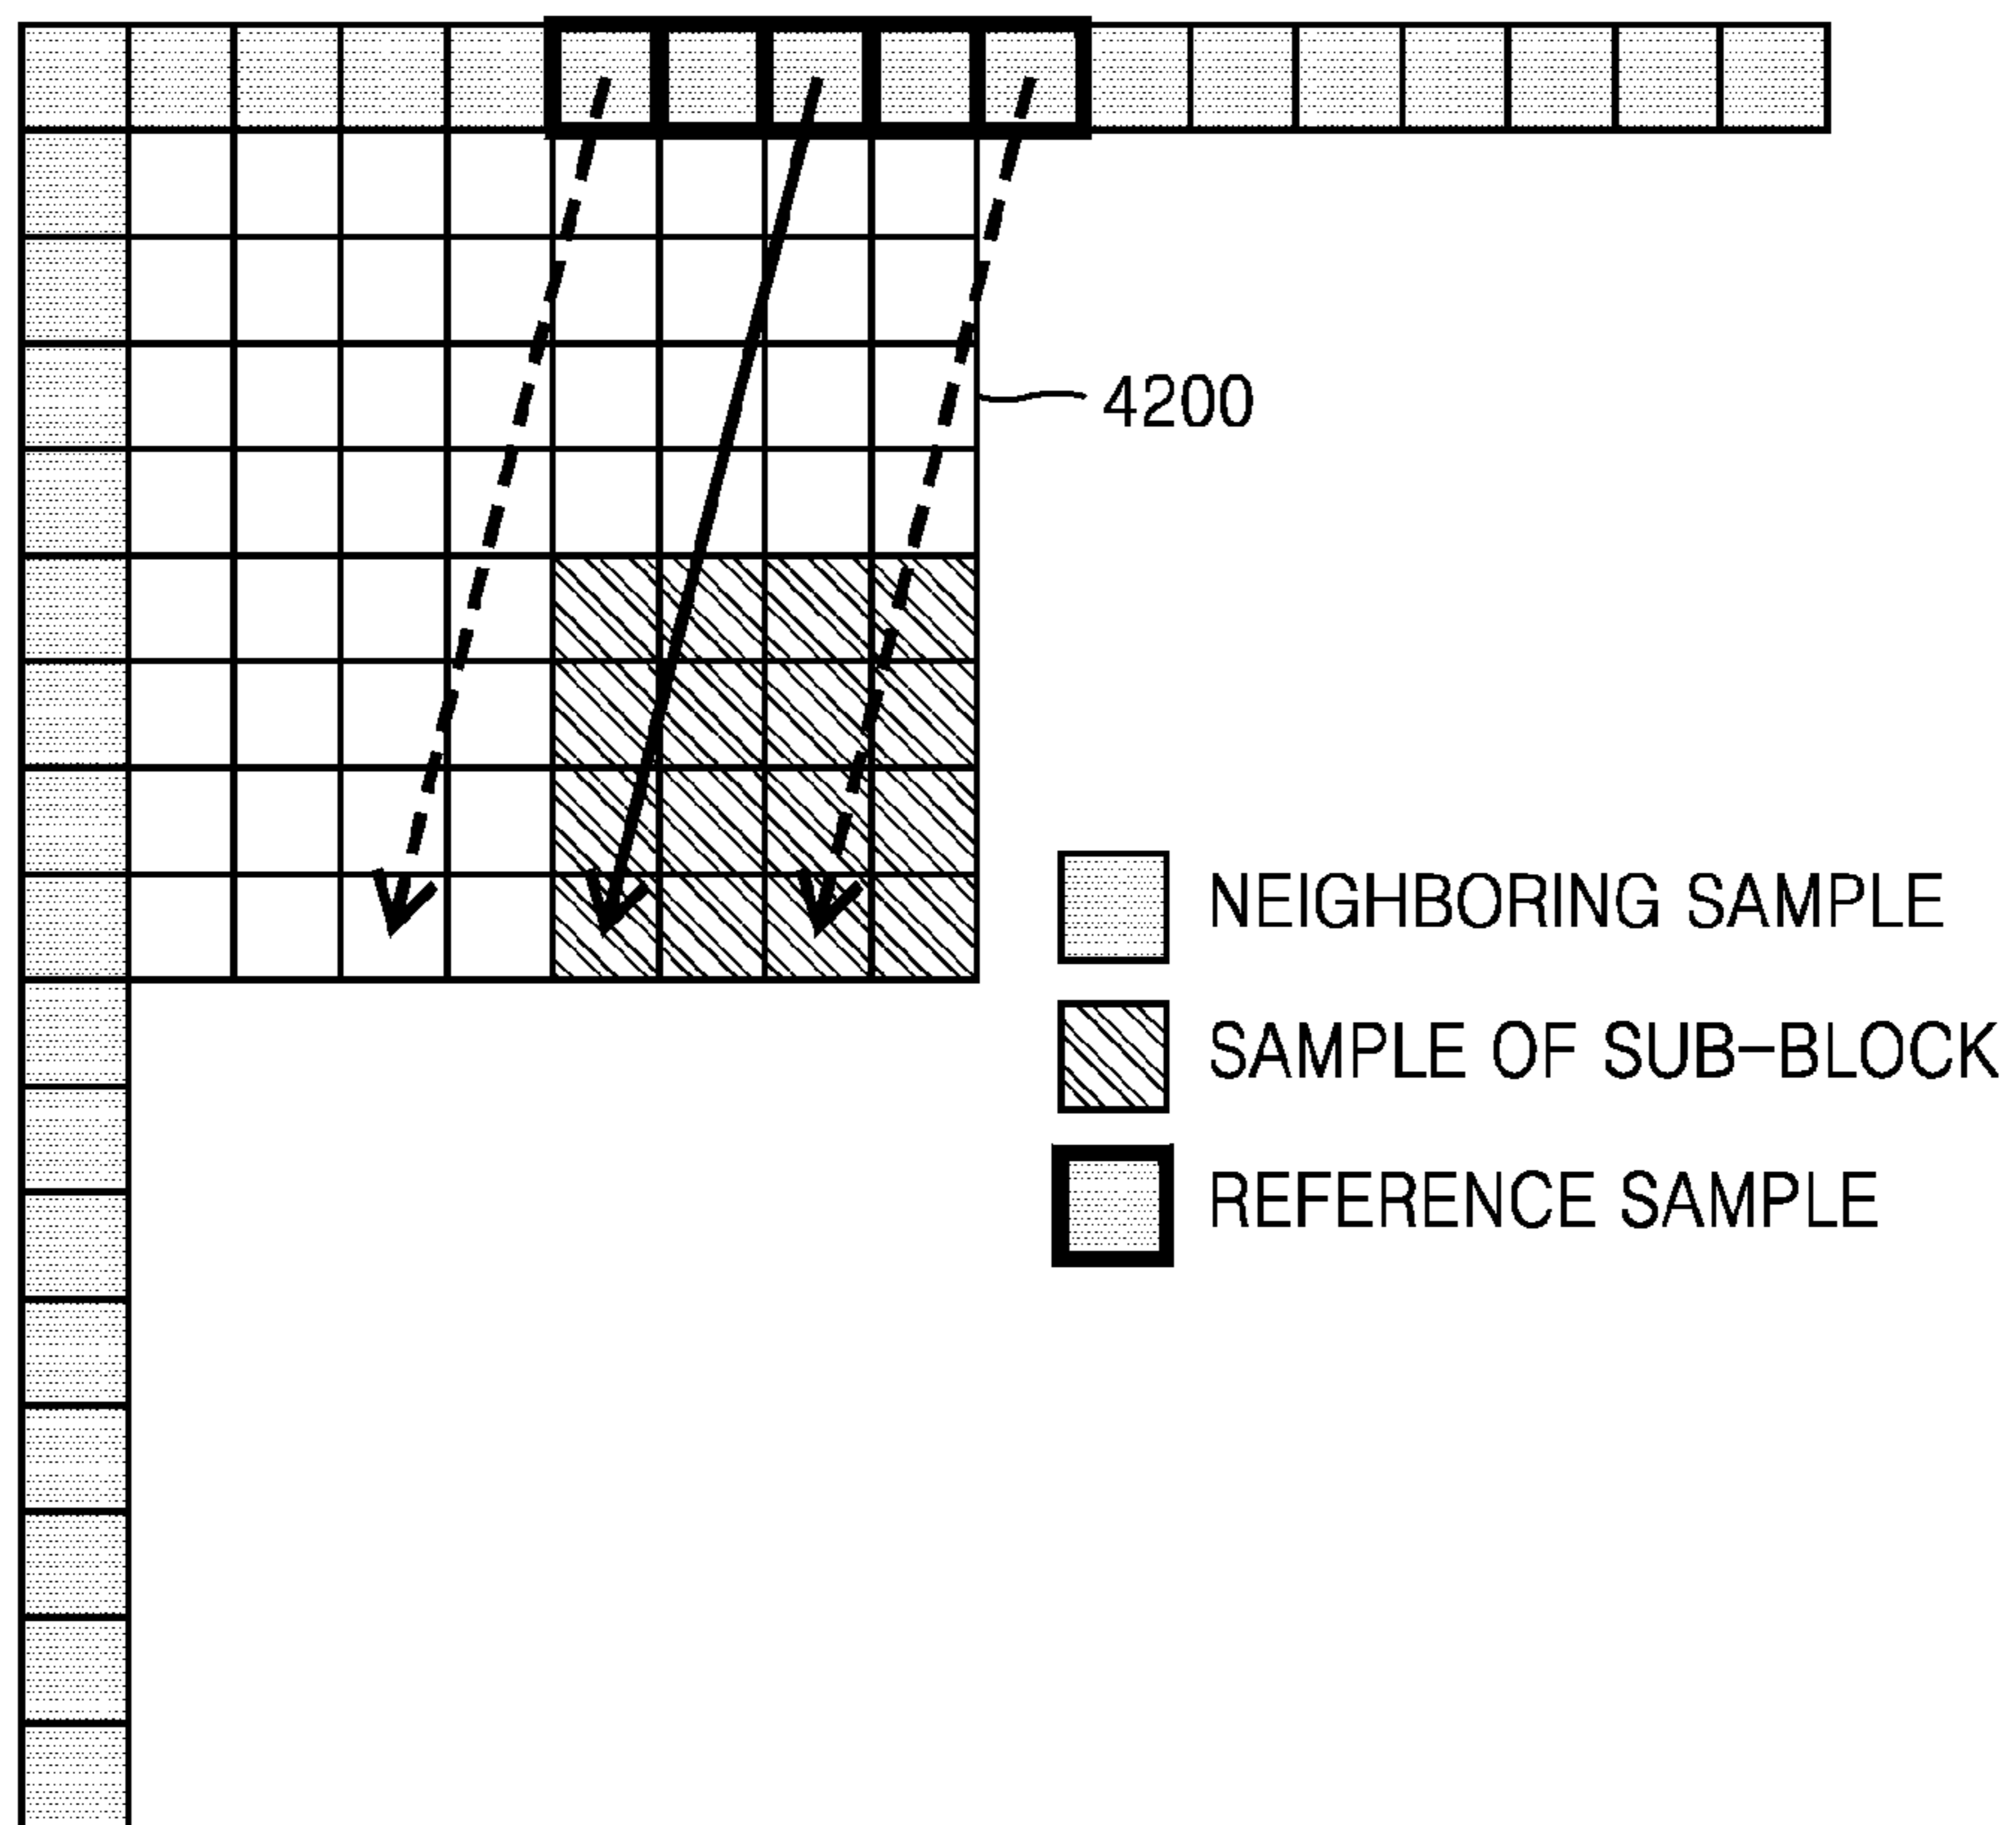 4200
NEIGHBORING SAMPLE
SAMPLE OF SUB-BLOCK
REFERENCE SAMPLE